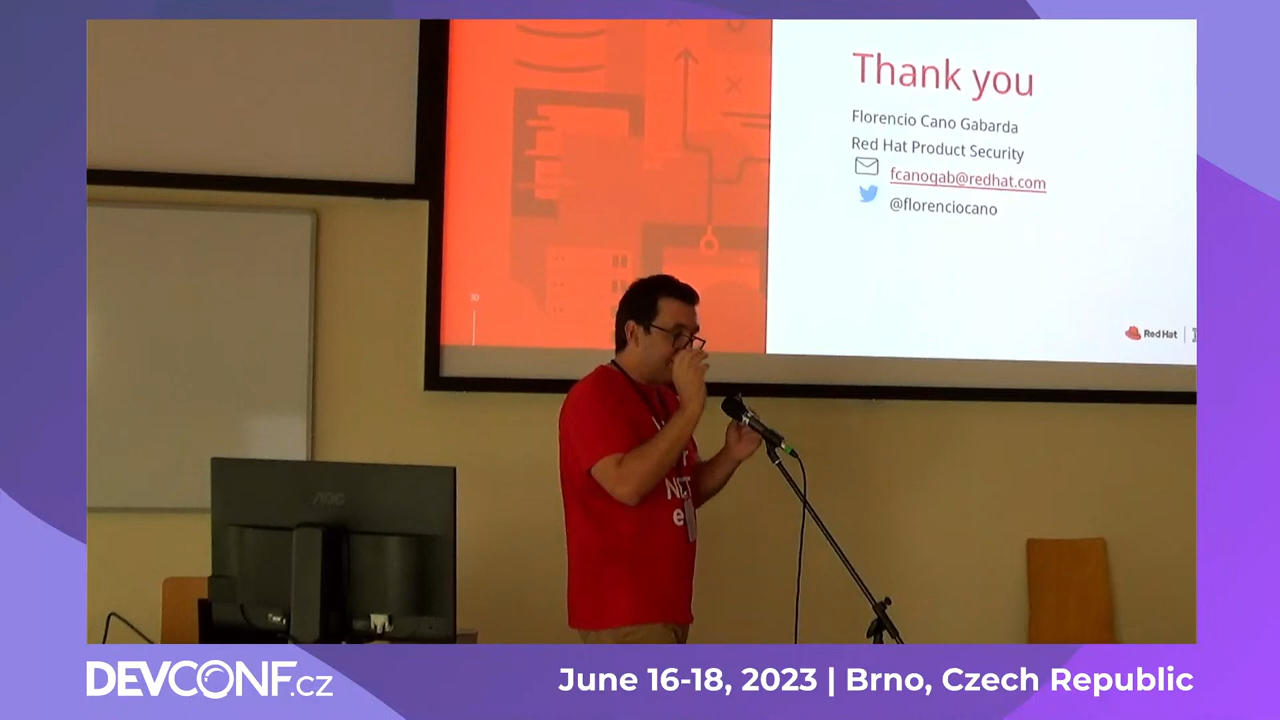 Thank you
Florencio Cano Gabarda
Red Hat Product Security
fcanogab@redhat.com
@florenciocano
30
Red Hat
AOC
DEVCONF.CZ
June 16-18, 2023 | Brno, Czech Republic